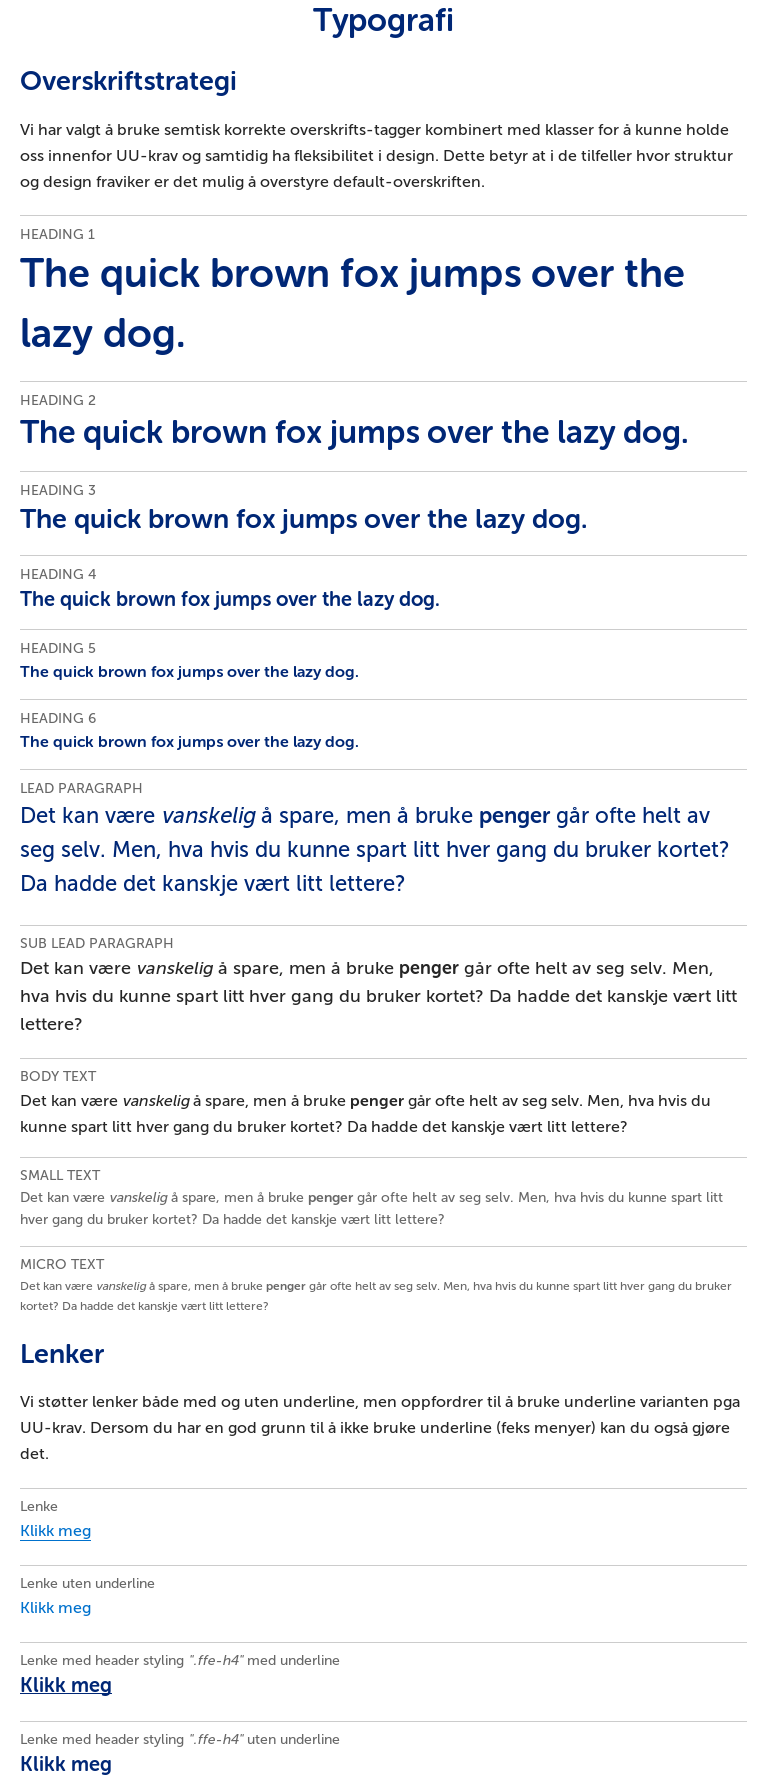 Typografi
Overskriftstrategi
Vi har valgt å bruke semtisk korrekte overskrifts-tagger kombinert med klasser for å kunne holde
oss innenfor UU-krav og samtidig ha fleksibilitet i design. Dette betyr at i de tilfeller hvor struktur
og design fraviker er det mulig å overstyre default-overskriften.
HEADING 1
The quick brown fox jumps over the
lazy dog.
HEADING 2
The quick brown fox jumps over the lazy dog.
HEADING 3
The quick brown fox jumps over the lazy dog.
HEADING 4
The quick brown fox jumps over the lazy dog.
HEADING 5
The quick brown fox jumps over the lazy dog.
HEADING 6
The quick brown fox jumps over the lazy dog.
LEAD PARAGRAPH
Det kan være vanskelig å spare, men å bruke penger går ofte helt av
seg selv. Men, hva hvis du kunne spart litt hver gang du bruker kortet?
Da hadde det kanskje vært litt lettere?
SUB LEAD PARAGRAPH
Det kan være vanskelig å spare, men å bruke penger går ofte helt av seg selv. Men,
hva hvis du kunne spart litt hver gang du bruker kortet? Da hadde det kanskje vært litt
lettere?
BODY TEXT
Det kan være vanskelig å spare, men å bruke penger går ofte helt av seg selv. Men, hva hvis du
kunne spart litt hver gang du bruker kortet? Da hadde det kanskje vært litt lettere?
SMALL TEXT
Det kan være vanskelig å spare, men å bruke penger går ofte helt av seg selv. Men, hva hvis du kunne spart litt
hver gang du bruker kortet? Da hadde det kanskje vært litt lettere?
MICRO TEXT
Det kan være vanskelig å spare, men å bruke penger går ofte helt av seg selv. Men, hva hvis du kunne spart litt hver gang du bruker
kortet? Da hadde det kanskje vært litt lettere?
Lenker
Vi støtter lenker både med og uten underline, men oppfordrer til å bruke underline varianten pga
UU-krav. Dersom du har en god grunn til å ikke bruke underline (feks menyer) kan du også gjøre
det.
Lenke
Klikk meg
Lenke uten underline
Klikk meg
Lenke med header styling ".ffe-h4" med underline
Klikk meg
Lenke med header styling ".ffe-h4" uten underline
Klikk meg